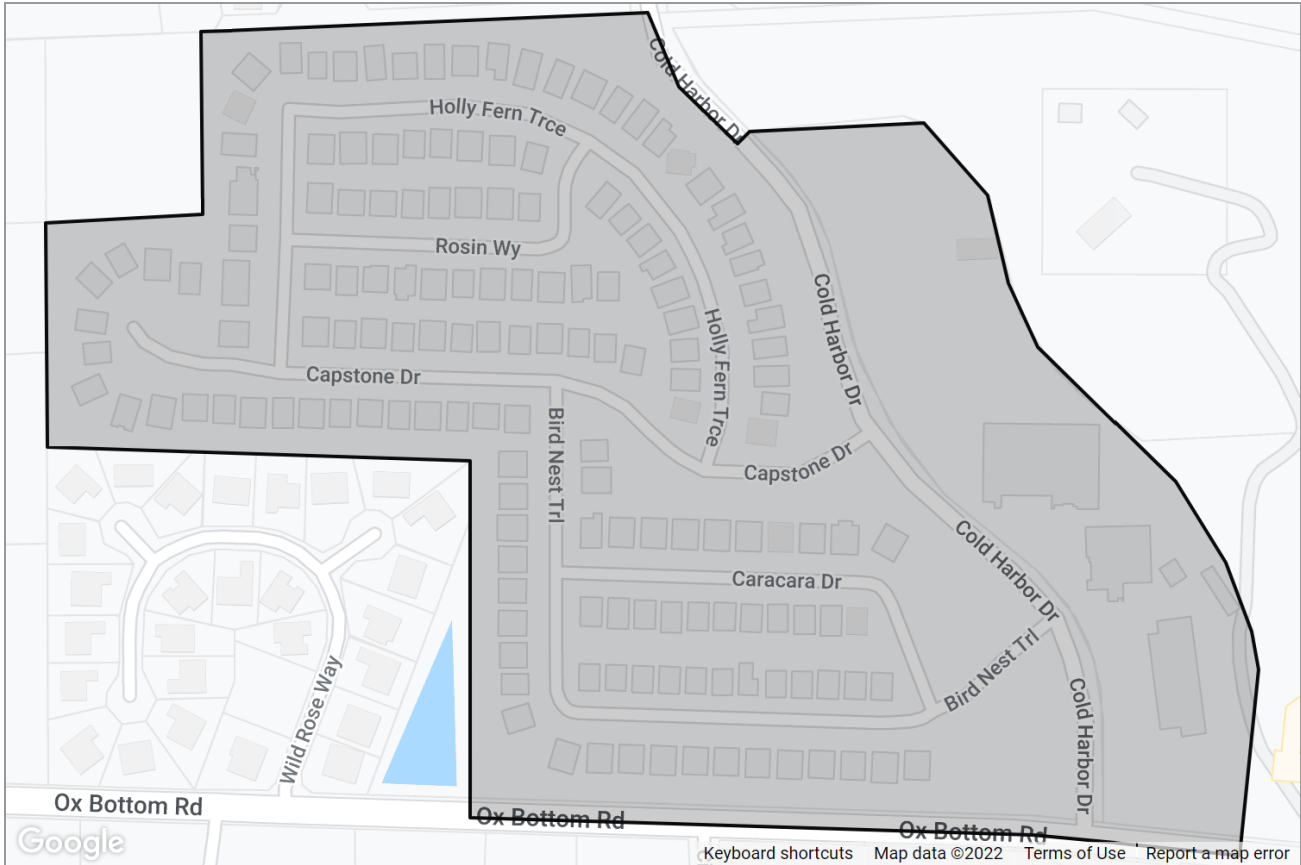 Cold Harbor Dr
Holly Fern Trce
Rosin Wy
Cold Harbor Dr
Holly Fern Trce
Capstone Dr
Bird Nest Trl
Capstone Dr
Cold Harbor Dr
Caracara Dr
Bird Nest Trl
Wild Rose Way
Cold Harbor Dr
Ox Bottom Rd
Ox Bottom Rd
Ox Bottom Rd
Google
Keyboard shortcuts Map data ©2022 Terms of Use Report a map error